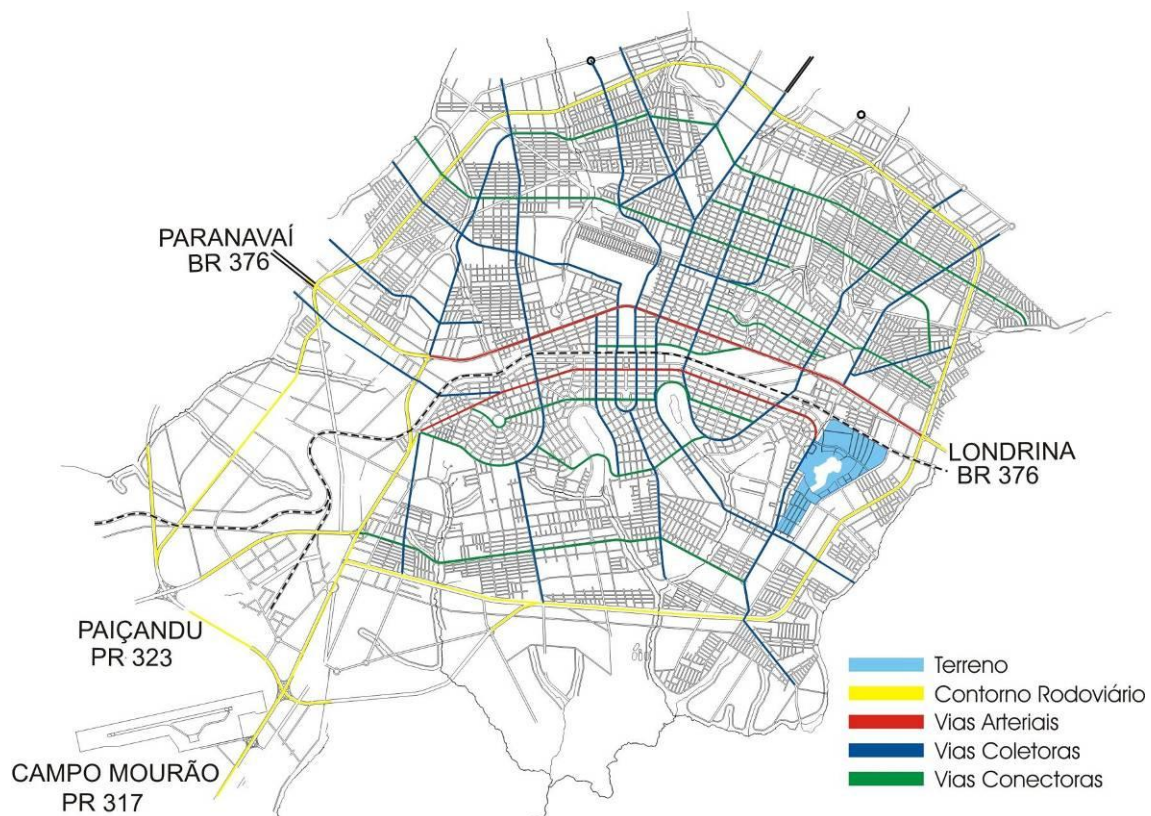 PARANAVAÍ
BR 376
LONDRINA
BR 376
PAIÇANDU
PR 323
CAMPO MOURÃO
PR 317
Terreno
Contorno Rodoviário
Vias Arteriais
Vias Coletoras
Vias Conectoras